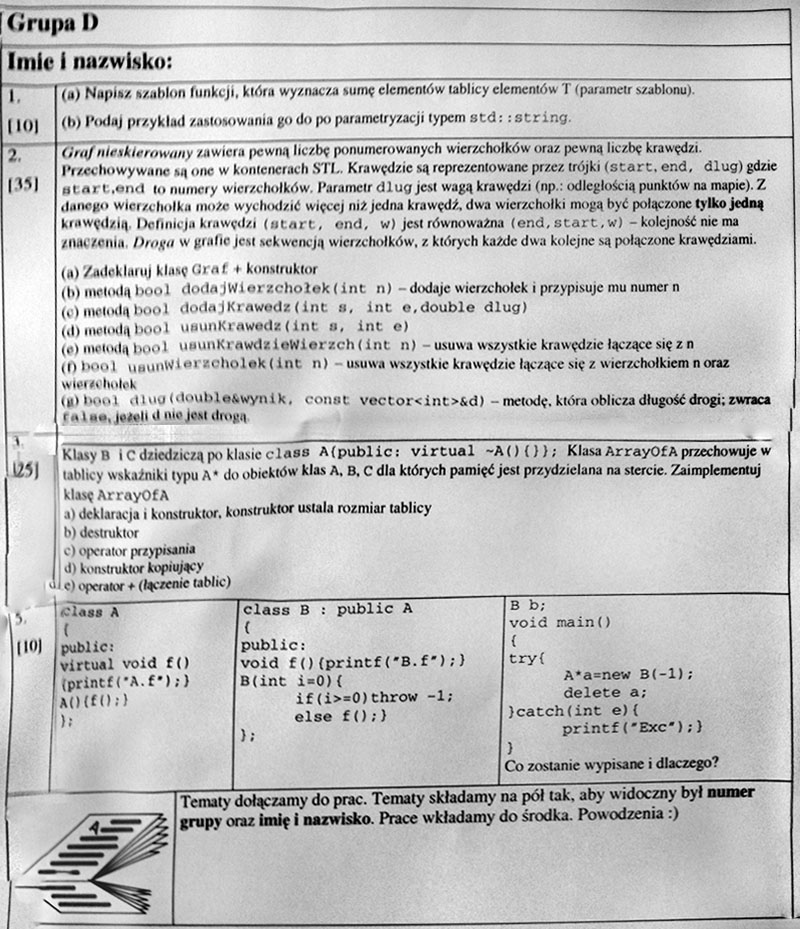 Grupa D
Imie i nazwisko:
1.
[10]
(a) Napisz szablon funkcji, która wyznacza sumę elementów tablicy elementów T (parametr szablonu).
(b) Podaj przykład zastosowania go do po parametryzacji typem std::string.
2.
[35]
Graf nieskierowany zawiera pewną liczbę ponumerowanych wierzchołków oraz pewną liczbę krawędzi.
Przechowywane są one w kontenerach STL. Krawędzie są reprezentowane przez trójki (start, end, dlug) gdzie
start,end to numery wierzchołków. Parametr dlug jest wagą krawędzi (np.: odległością punktów na mapie). Z
danego wierzchołka może wychodzić więcej niż jedna krawędź, dwa wierzchołki mogą być połączone tylko jedną
krawędzią. Definicja krawędzi (start, end, w) jest równoważna (end,start,w) – kolejność nie ma
znaczenia. Droga w grafie jest sekwencją wierzchołków, z których każde dwa kolejne są połączone krawędziami.
(a) Zadeklaruj klasę Graf + konstruktor
(b) metodą bool dodajWierzchołek(int n) – dodaje wierzchołek i przypisuje mu numer n
(c) metodą bool dodajKrawedz(int s, int e,double dlug)
(d) metodą bool usunKrawedz(int s, int e)
(e) metodą bool usunKrawdzieWierzch(int n) – usuwa wszystkie krawędzie łączące się z n
(f) bool usunWierzcholek(int n) – usuwa wszystkie krawędzie łączące się z wierzchołkiem n oraz
wierzchołek
(g) bool dlug(double&wynik, const vector<int>&d) – metodę, która oblicza długość drogi; zwraca
false, jeżeli d nie jest drogą.
3.
[25]
Klasy B i C dziedziczą po klasie class A{public: virtual ~A(){}}; Klasa ArrayOfA przechowuje w
tablicy wskaźniki typu A* do obiektów klas A, B, C dla których pamięć jest przydzielana na stercie. Zaimplementuj
klasę ArrayOfA
a) deklaracja i konstruktor, konstruktor ustala rozmiar tablicy
b) destruktor
c) operator przypisania
d) konstruktor kopiujący
e) operator + (łączenie tablic)
5.
[10]
class A
{
public:
virtual void f()
{printf("A.f");}
A(){f();}
};
class B : public A
{
public:
void f(){printf("B.f");}
B(int i=0){
if(i>=0)throw -1;
else f();}
};
B b;
void main()
{
try{
A*a=new B(-1);
delete a;
}catch(int e){
printf("Exc");}
}
Co zostanie wypisane i dlaczego?
Tematy dołączamy do prac. Tematy składamy na pół tak, aby widoczny był numer
grupy oraz imię i nazwisko. Prace wkładamy do środka. Powodzenia :)
A